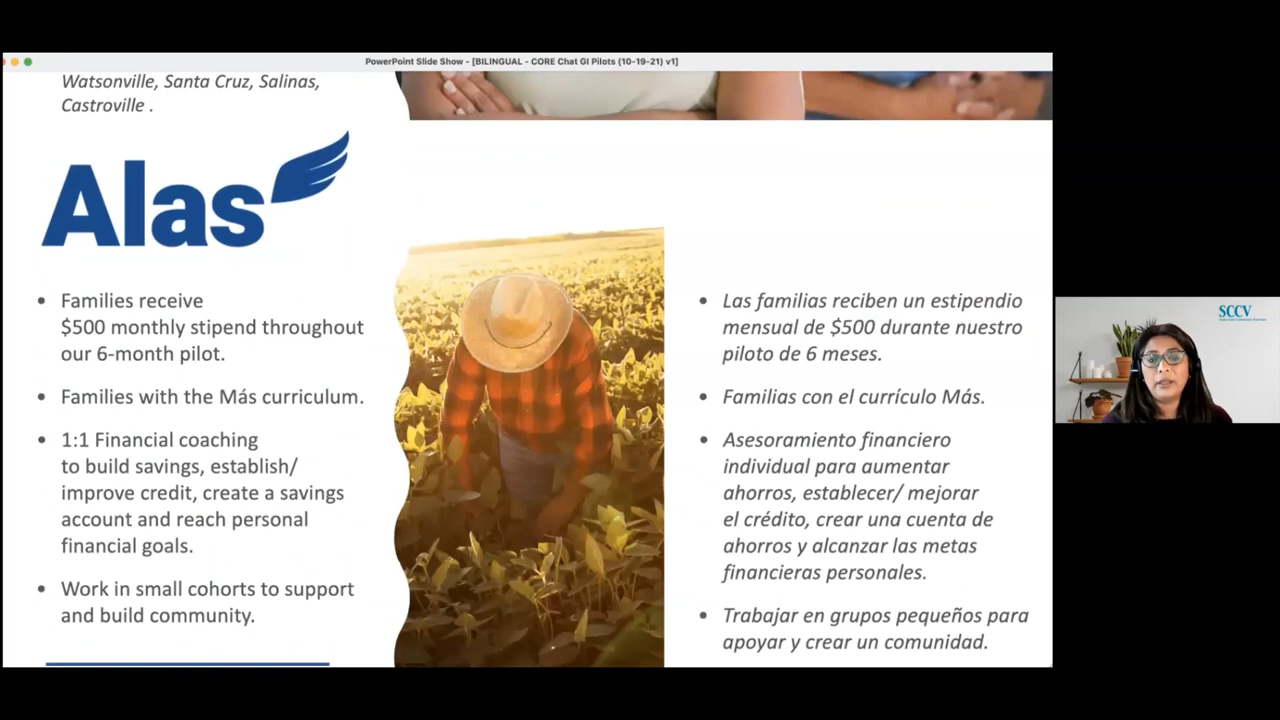 PowerPoint Slide Show - [BILINGUAL - CORE Chat GI Pilots (10-19-21) v1]
Watsonville, Santa Cruz, Salinas,
Castroville .
Alas
• Families receive
$500 monthly stipend throughout
our 6-month pilot.
• Families with the Más curriculum.
• 1:1 Financial coaching
to build savings, establish/
improve credit, create a savings
account and reach personal
financial goals.
• Work in small cohorts to support
and build community.
• Las familias reciben un estipendio
mensual de $500 durante nuestro
piloto de 6 meses.
• Familias con el currículo Más.
• Asesoramiento financiero
individual para aumentar
ahorros, establecer/ mejorar
el crédito, crear una cuenta de
ahorros y alcanzar las metas
financieras personales.
• Trabajar en grupos pequeños para
apoyar y crear un comunidad.
SCCV